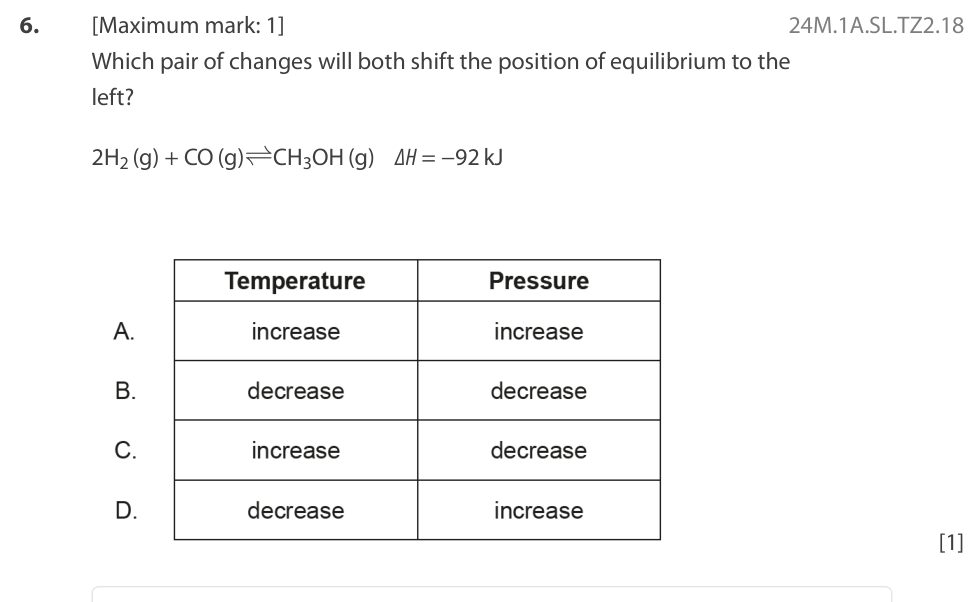 6. [Maximum mark: 1] 24M.1A.SL.TZ2.18
Which pair of changes will both shift the position of equilibrium to the
left?
2H₂ (g) + CO (g)⇌CH₃OH (g) ΔH = −92 kJ
Temperature Pressure
A. increase increase
B. decrease decrease
C. increase decrease
D. decrease increase
[1]